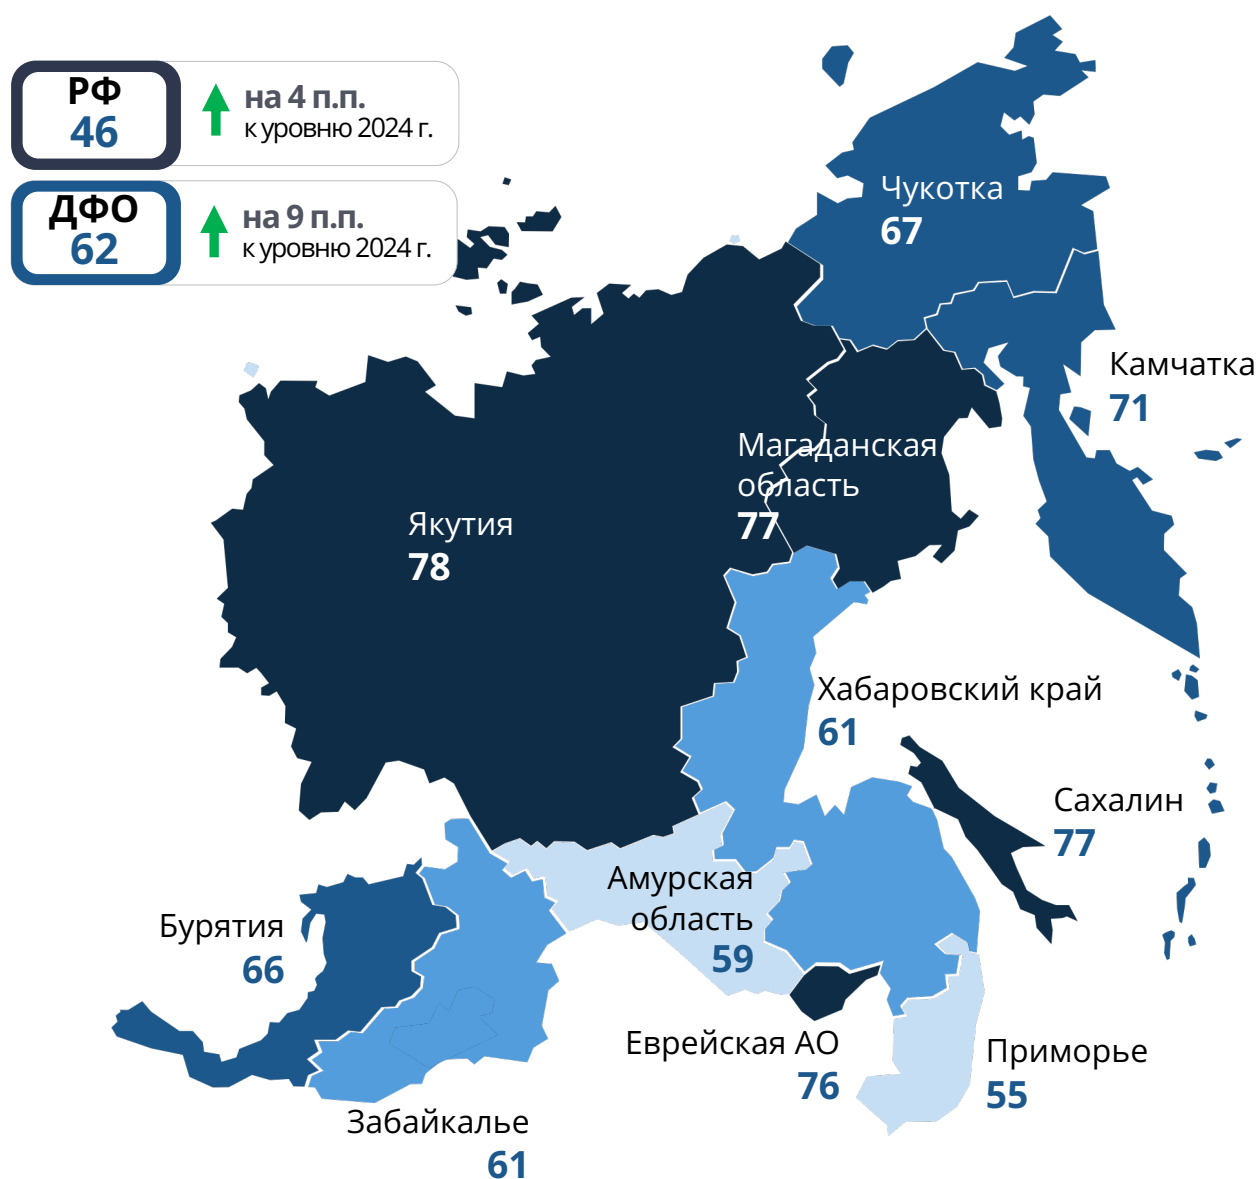 РФ
46
на 4 п.п.
к уровню 2024 г.
ДФО
62
на 9 п.п.
к уровню 2024 г.
Чукотка
67
Камчатка
71
Магаданская
область
77
Якутия
78
Хабаровский край
61
Сахалин
77
Амурская
область
59
Бурятия
66
Еврейская АО
76
Приморье
55
Забайкалье
61